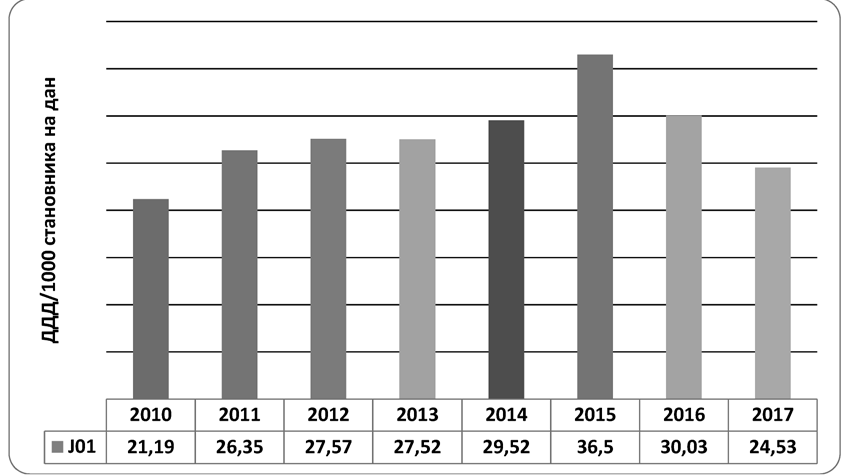 ДДД/1000 становника на дан
2010 2011 2012 2013 2014 2015 2016 2017
J01 21,19 26,35 27,57 27,52 29,52 36,5 30,03 24,53